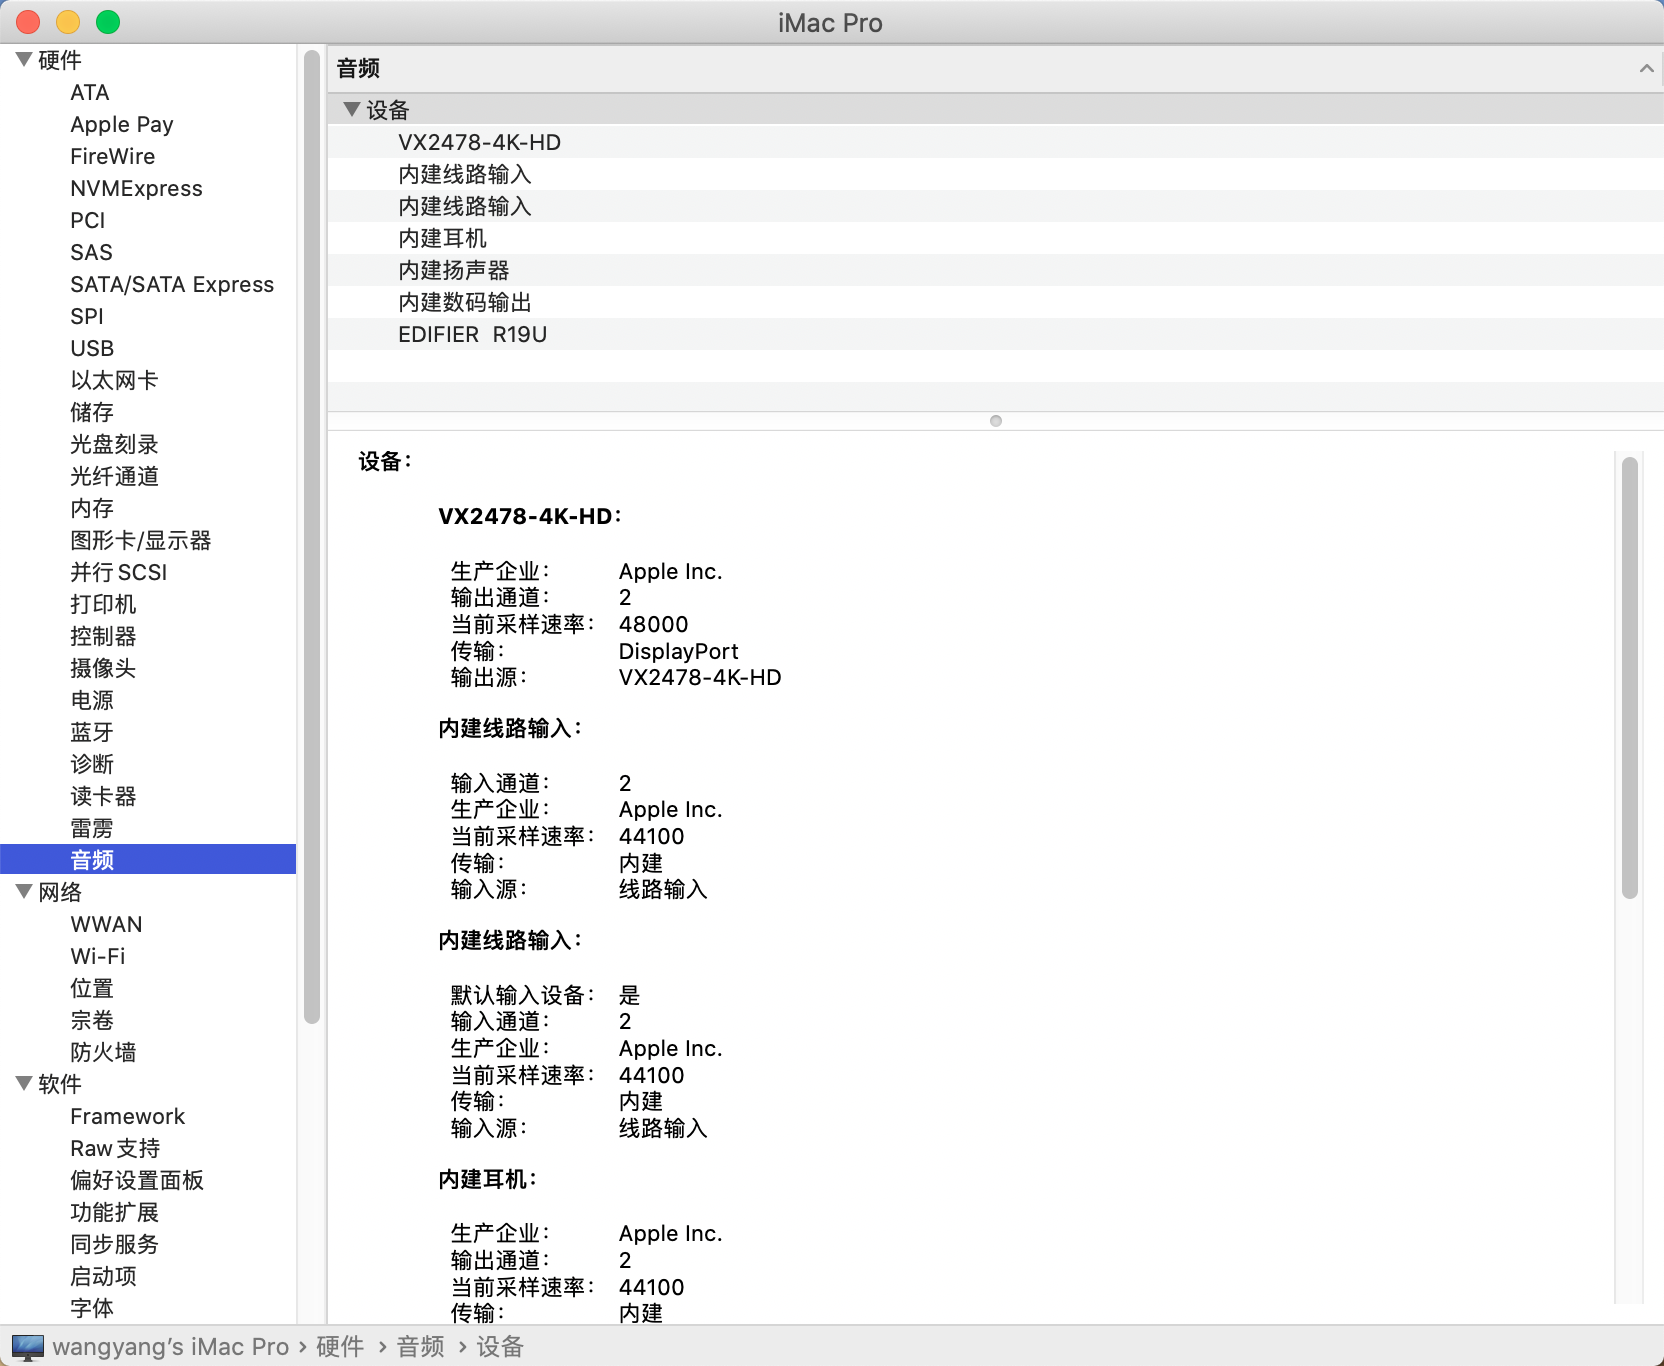 iMac Pro
硬件
ATA
Apple Pay
FireWire
NVMExpress
PCI
SAS
SATA/SATA Express
SPI
USB
以太网卡
储存
光盘刻录
光纤通道
内存
图形卡/显示器
并行 SCSI
打印机
控制器
摄像头
电源
蓝牙
诊断
读卡器
雷雳
音频
网络
WWAN
Wi-Fi
位置
宗卷
防火墙
软件
Framework
Raw 支持
偏好设置面板
功能扩展
同步服务
启动项
字体
音频
设备
VX2478-4K-HD
内建线路输入
内建线路输入
内建耳机
内建扬声器
内建数码输出
EDIFIER  R19U
设备：
VX2478-4K-HD：
生产企业： Apple Inc.
输出通道： 2
当前采样速率： 48000
传输： DisplayPort
输出源： VX2478-4K-HD
内建线路输入：
输入通道： 2
生产企业： Apple Inc.
当前采样速率： 44100
传输： 内建
输入源： 线路输入
内建线路输入：
默认输入设备： 是
输入通道： 2
生产企业： Apple Inc.
当前采样速率： 44100
传输： 内建
输入源： 线路输入
内建耳机：
生产企业： Apple Inc.
输出通道： 2
当前采样速率： 44100
传输： 内建
wangyang’s iMac Pro › 硬件 › 音频 › 设备